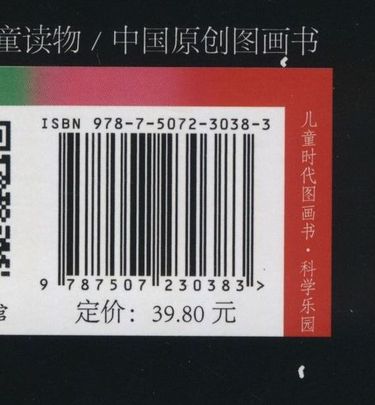 童读物 / 中国原创图画书
ISBN 978-7-5072-3038-3
9 787507 230383 >
定价：39.80 元
儿童时代图画书·科学乐园